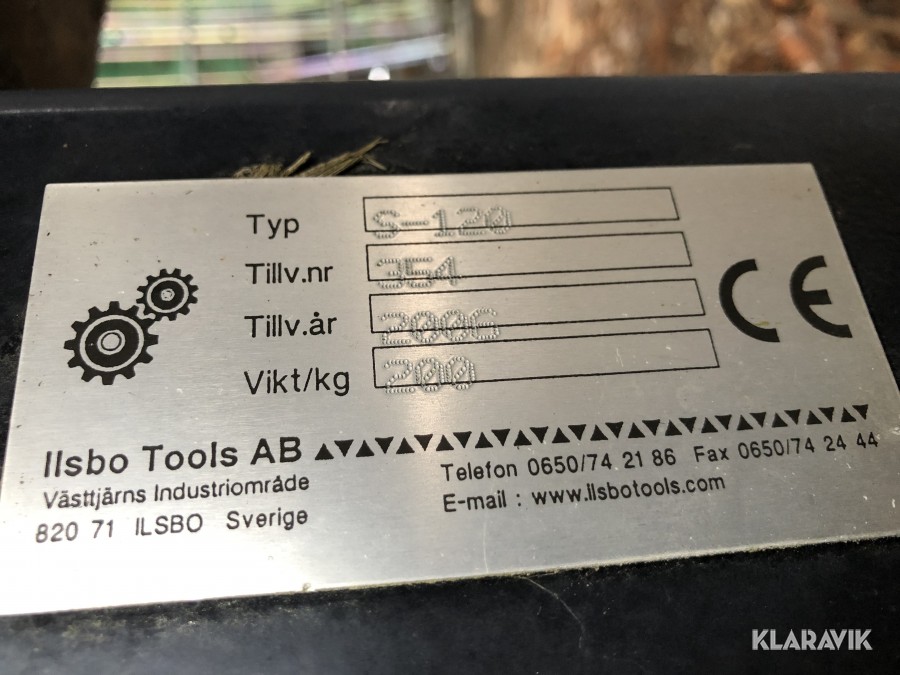 Typ S-120
Tillv.nr 354
Tillv.år 2006
Vikt/kg 200
CE
Ilsbo Tools AB
Västtjärns Industriområde
820 71 ILSBO Sverige
Telefon 0650/74 21 86 Fax 0650/74 24 44
E-mail : www.ilsbotools.com
KLARAVIK